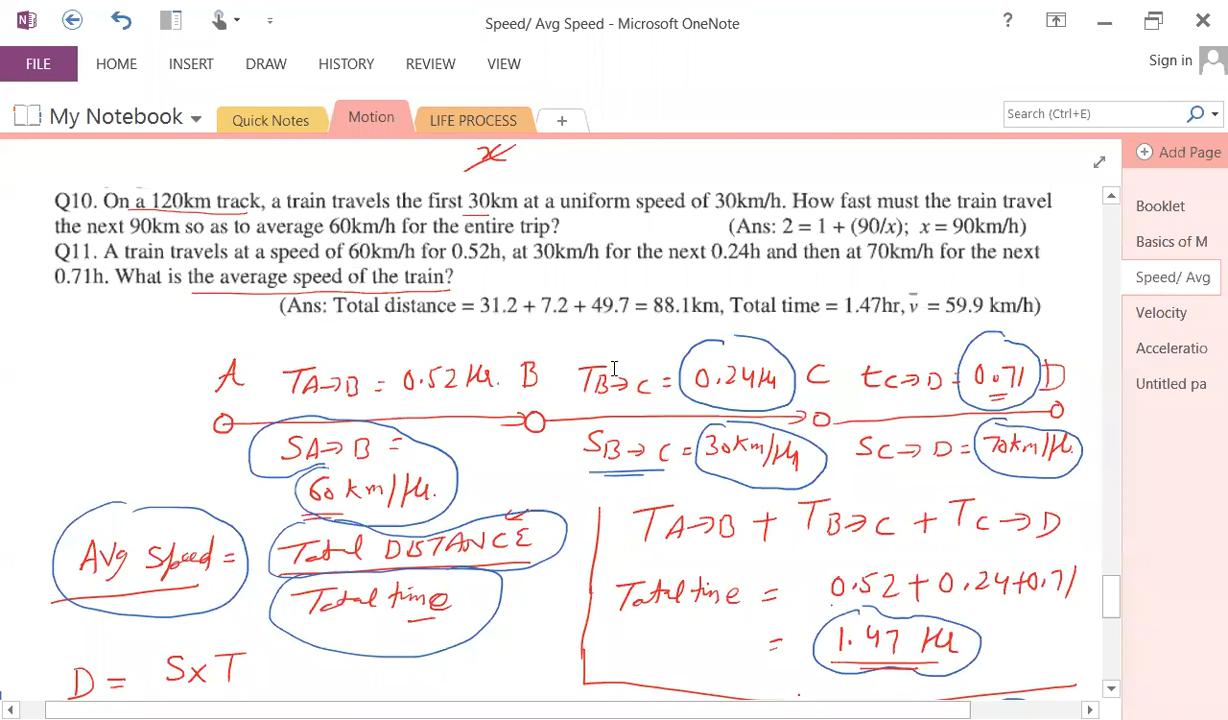 Speed/ Avg Speed - Microsoft OneNote
?
FILE HOME INSERT DRAW HISTORY REVIEW VIEW
Sign in
My Notebook Quick Notes Motion LIFE PROCESS +
Search (Ctrl+E)
Add Page
Booklet
Basics of M
Speed/ Avg
Velocity
Acceleratio
Untitled pa
x
Q10. On a 120km track, a train travels the first 30km at a uniform speed of 30km/h. How fast must the train travel
the next 90km so as to average 60km/h for the entire trip? (Ans: 2 = 1 + (90/x); x = 90km/h)
Q11. A train travels at a speed of 60km/h for 0.52h, at 30km/h for the next 0.24h and then at 70km/h for the next
0.71h. What is the average speed of the train?
(Ans: Total distance = 31.2 + 7.2 + 49.7 = 88.1km, Total time = 1.47hr, v̄ = 59.9 km/h)
A TA→B = 0.52 Hr. B TB→C = 0.24 Hr C tC→D = 0.71 D
SA→B = SB→C = 30km/Hr SC→D = 70km/Hr.
60 km/Hr.
TA→B + TB→C + TC→D
Avg Speed = Total DISTANCE
Total time
Total time = 0.52 + 0.24 + 0.71
= 1.47 Hr
D = S x T